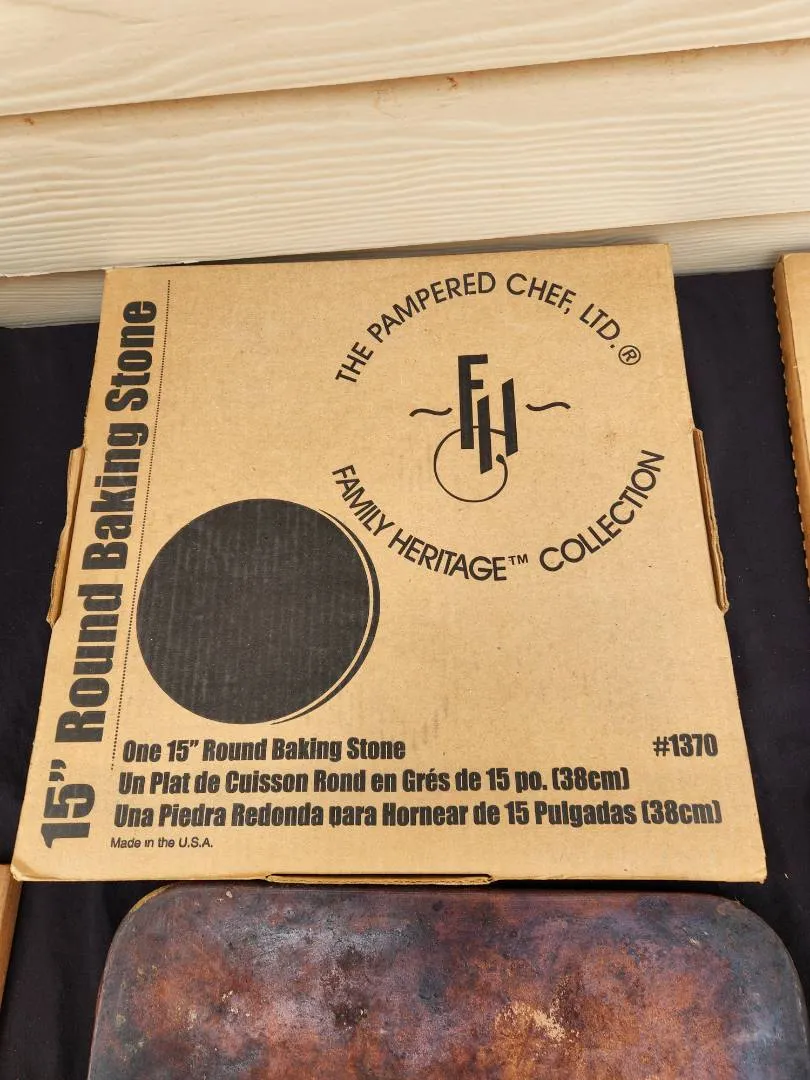 15” Round Baking Stone
THE PAMPERED CHEF, LTD.®
FH
FAMILY HERITAGE™ COLLECTION
One 15” Round Baking Stone
#1370
Un Plat de Cuisson Rond en Grés de 15 po. (38cm)
Una Piedra Redonda para Hornear de 15 Pulgadas (38cm)
Made in the U.S.A.